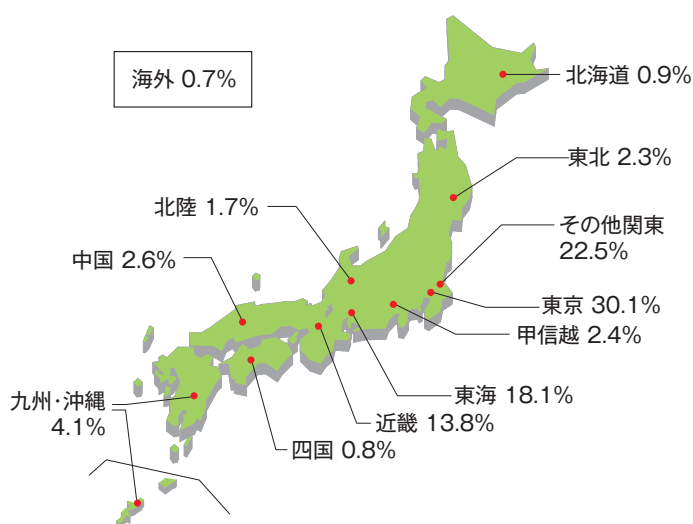 海外 0.7%
北海道 0.9%
東北 2.3%
北陸 1.7%
その他関東
22.5%
中国 2.6%
東京 30.1%
甲信越 2.4%
東海 18.1%
九州・沖縄
4.1%
近畿 13.8%
四国 0.8%